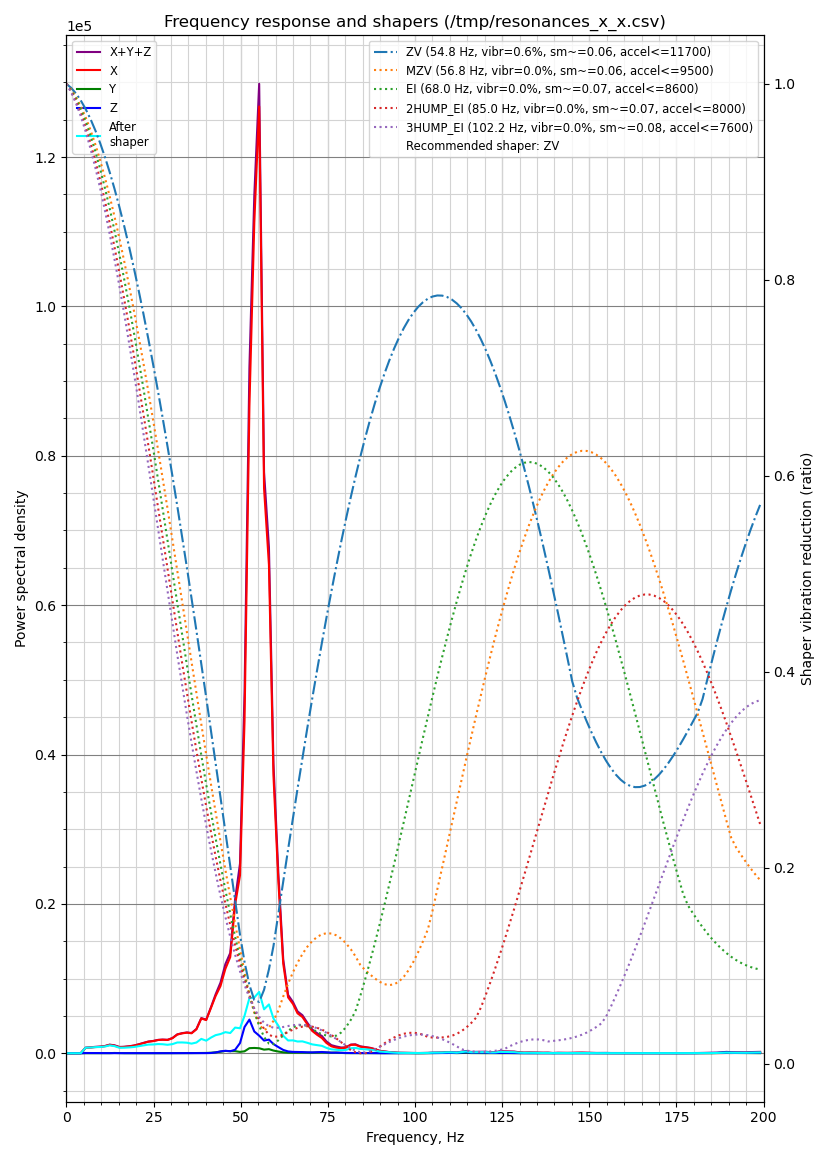 Frequency response and shapers (/tmp/resonances_x_x.csv)
1e5
X+Y+Z
X
Y
Z
After
shaper
ZV (54.8 Hz, vibr=0.6%, sm~=0.06, accel<=11700)
MZV (56.8 Hz, vibr=0.0%, sm~=0.06, accel<=9500)
EI (68.0 Hz, vibr=0.0%, sm~=0.07, accel<=8600)
2HUMP_EI (85.0 Hz, vibr=0.0%, sm~=0.07, accel<=8000)
3HUMP_EI (102.2 Hz, vibr=0.0%, sm~=0.08, accel<=7600)
Recommended shaper: ZV
Power spectral density
1.2
1.0
0.8
0.6
0.4
0.2
0.0
1.0
0.8
0.6
0.4
0.2
0.0
Shaper vibration reduction (ratio)
0 25 50 75 100 125 150 175 200
Frequency, Hz